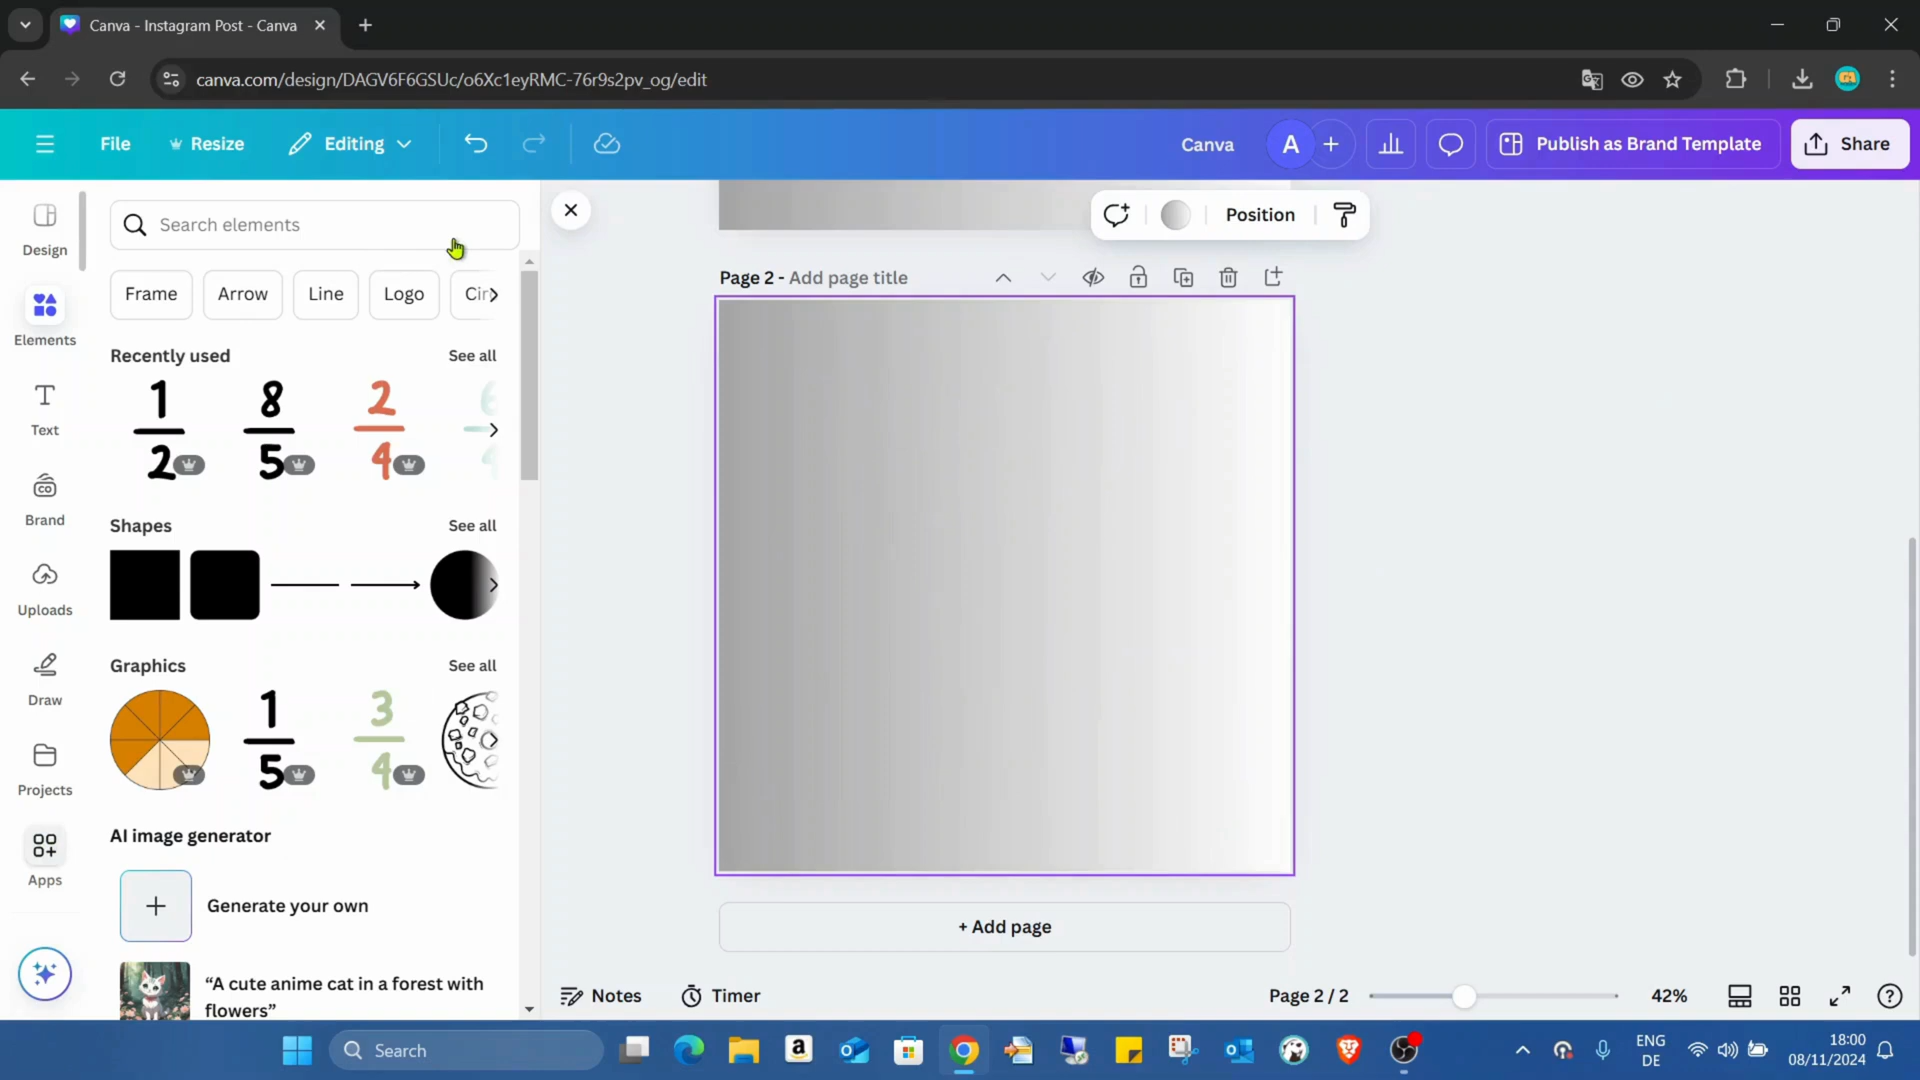 Canva - Instagram Post - Canva
canva.com/design/DAGV6F6GSUc/o6Xc1eyRMC-76r9s2pv_og/edit
File
Resize
Editing
Canva
A
Publish as Brand Template
Share
Design
Elements
Text
Brand
Uploads
Draw
Projects
Apps
Search elements
Frame
Arrow
Line
Logo
Cir
Recently used
See all
1
2
8
5
2
4
6
4
Shapes
See all
Graphics
See all
1
5
3
4
AI image generator
Generate your own
“A cute anime cat in a forest with
flowers”
Position
Page 2 - Add page title
+ Add page
Notes
Timer
Page 2 / 2
42%
Search
ENG
DE
18:00
08/11/2024